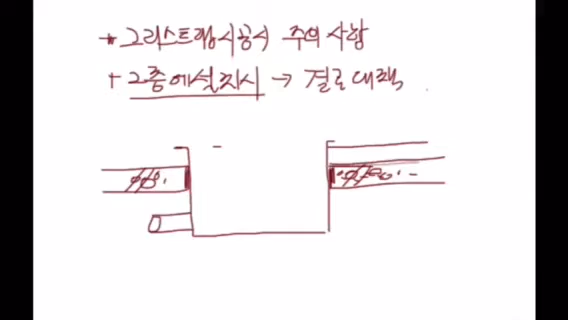 * 그리스트랩 시공시 주의사항
+ 2층에 설치시 → 결로대책